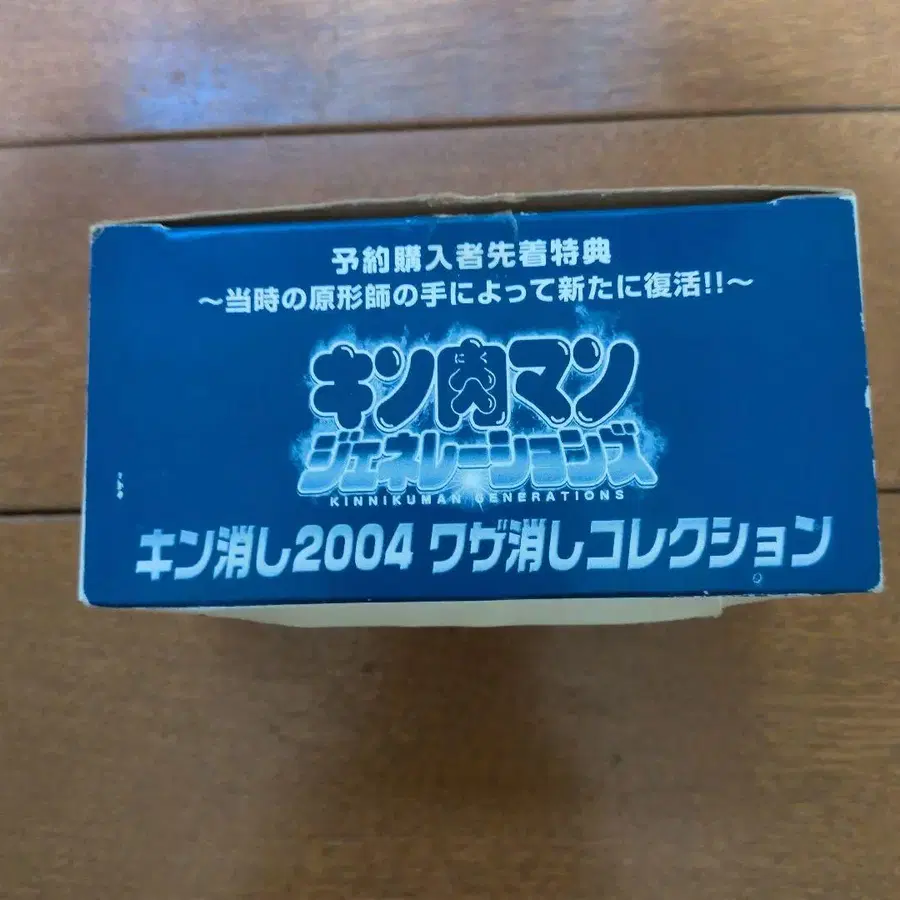 予約購入者先着特典
～当時の原形師の手によって新たに復活!!～
キン肉マン
にく
ジェネレーションズ
KINNIKUMAN GENERATIONS
キン消し2004 ワザ消しコレクション